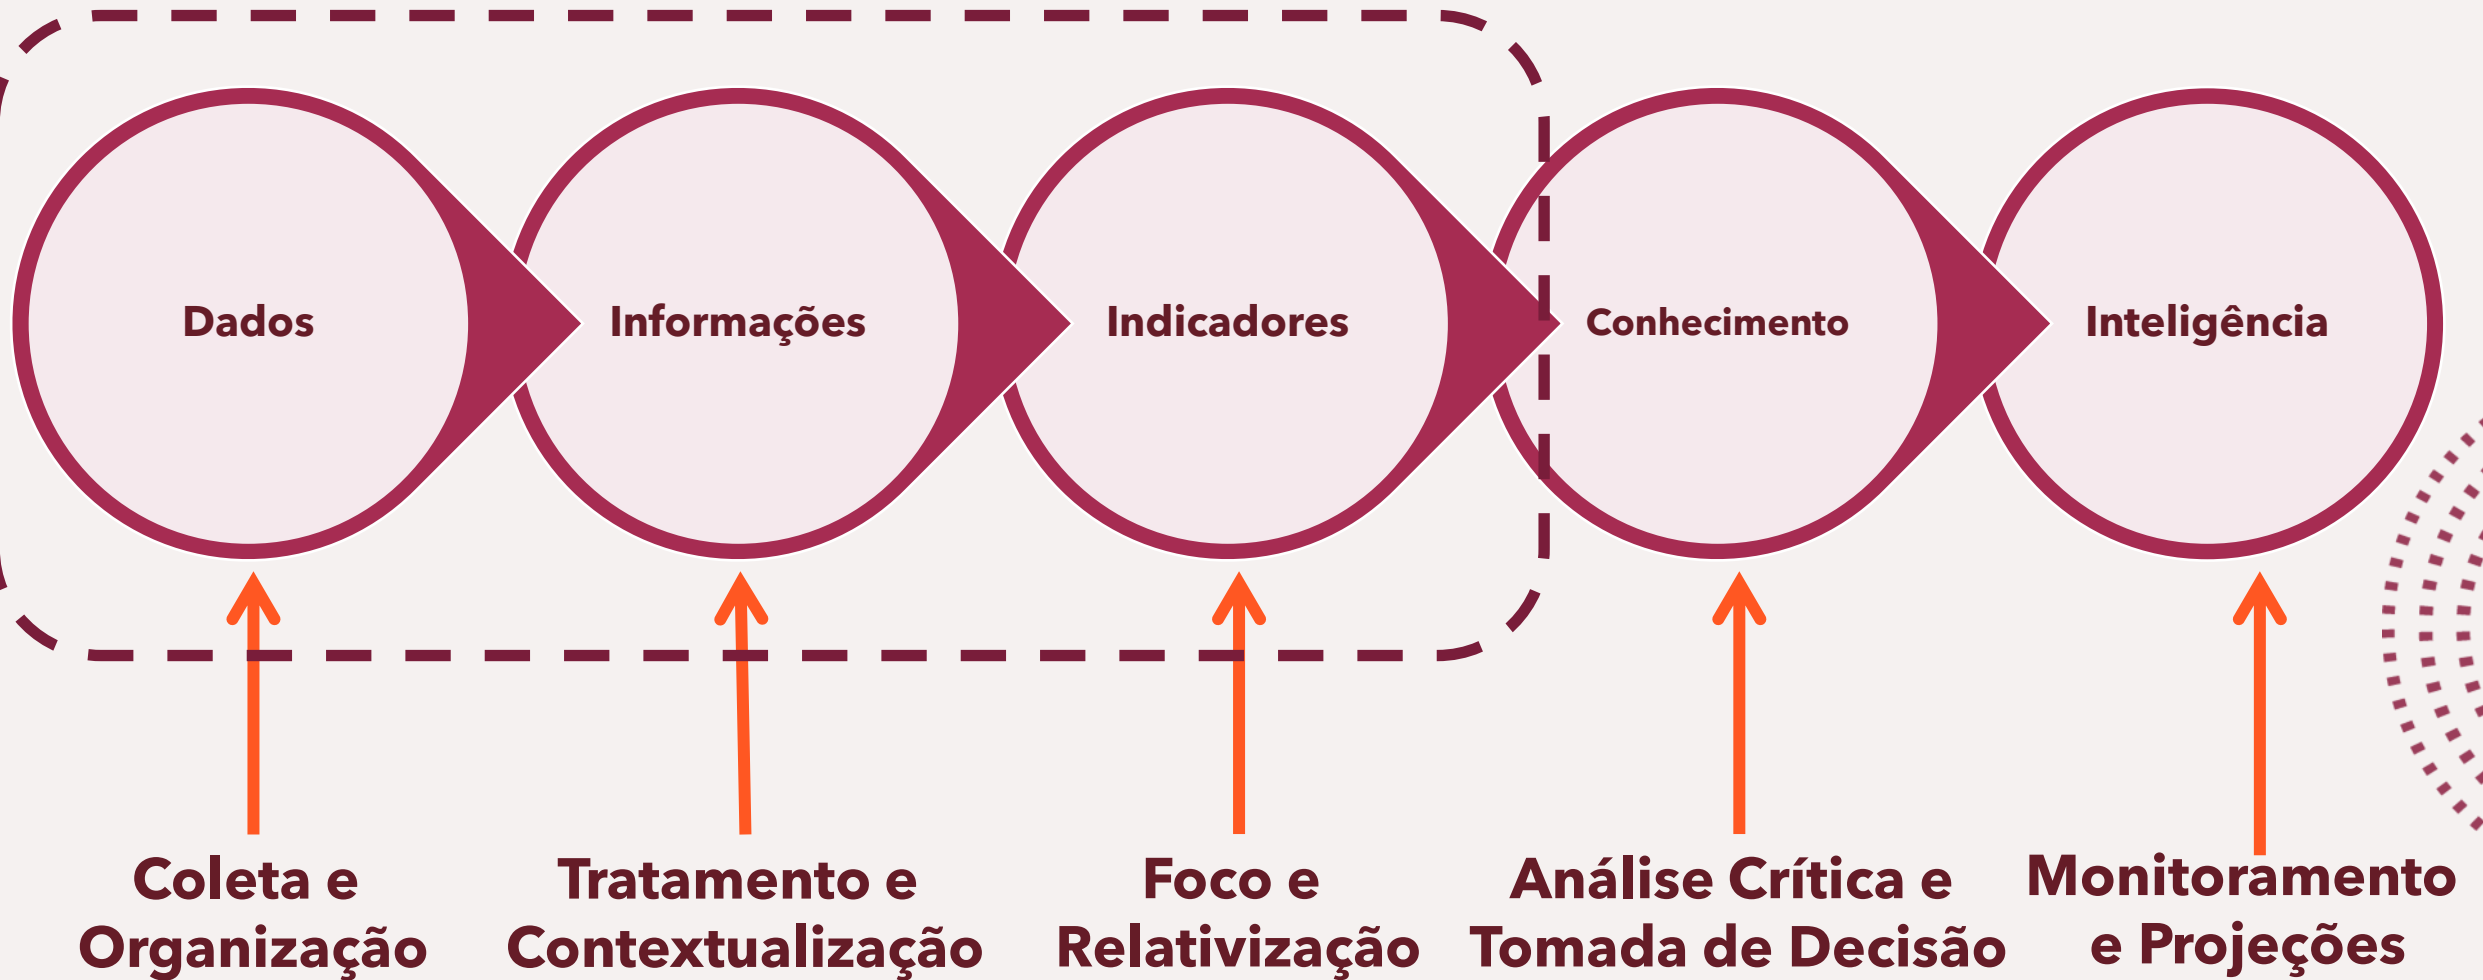 Dados
Informações
Indicadores
Conhecimento
Inteligência
Coleta e
Organização
Tratamento e
Contextualização
Foco e
Relativização
Análise Crítica e
Tomada de Decisão
Monitoramento
e Projeções